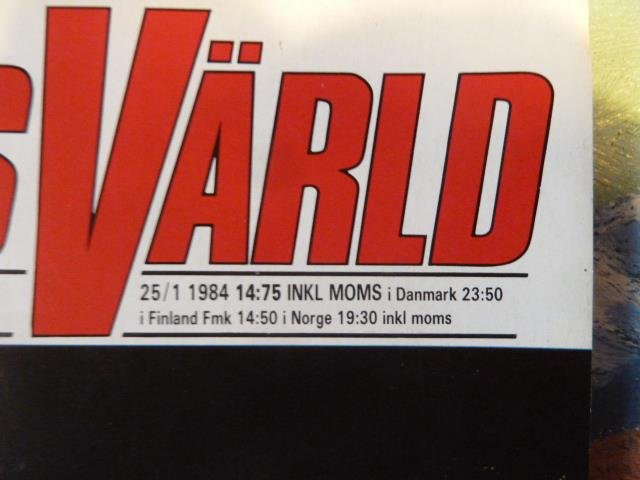 SVÄRLD
25/1 1984 14:75 INKL MOMS i Danmark 23:50
i Finland Fmk 14:50 i Norge 19:30 inkl moms